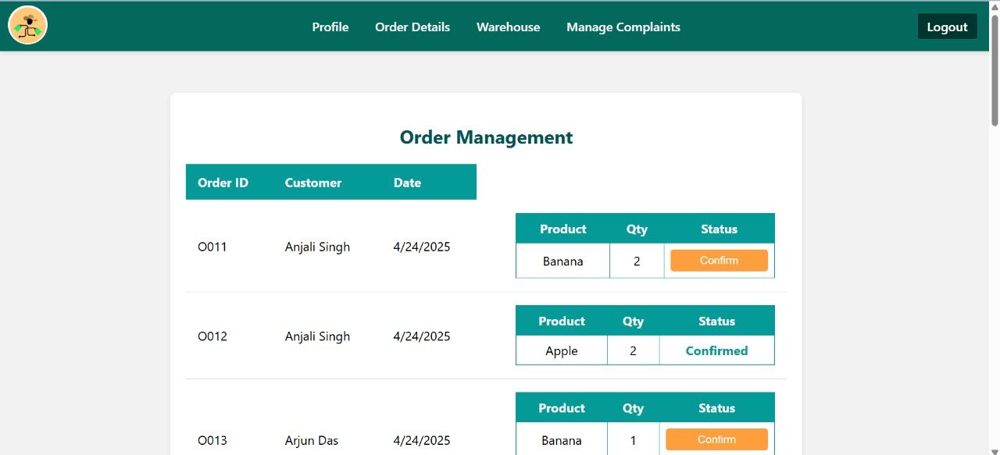 Profile Order Details Warehouse Manage Complaints Logout
Order Management
Order ID Customer Date
Product Qty Status
O011 Anjali Singh 4/24/2025 Banana 2 Confirm
Product Qty Status
O012 Anjali Singh 4/24/2025 Apple 2 Confirmed
Product Qty Status
O013 Arjun Das 4/24/2025 Banana 1 Confirm